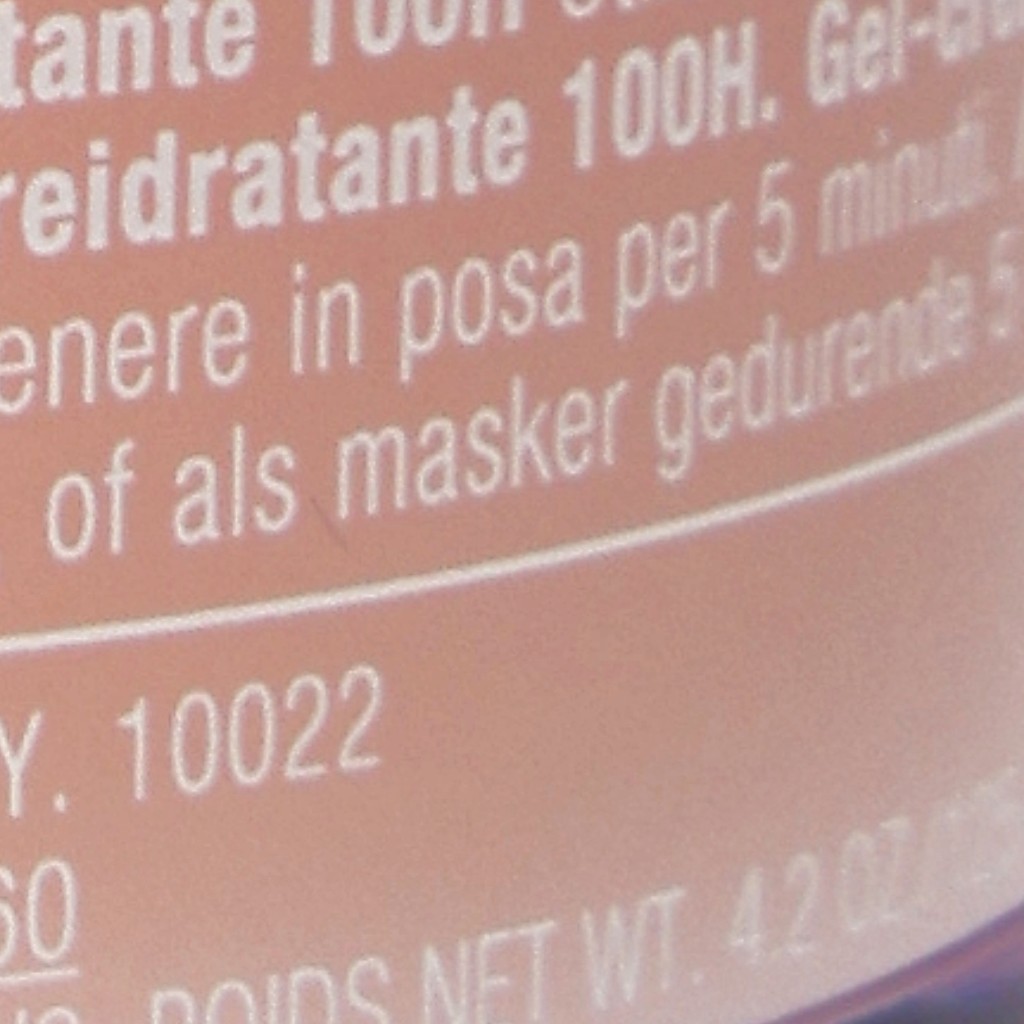 tante 100H
reidratante 100H. Gel-
enere in posa per 5 minuti.
of als masker gedurende 5
Y. 10022
60
POIDS NET WT. 4.2 OZ